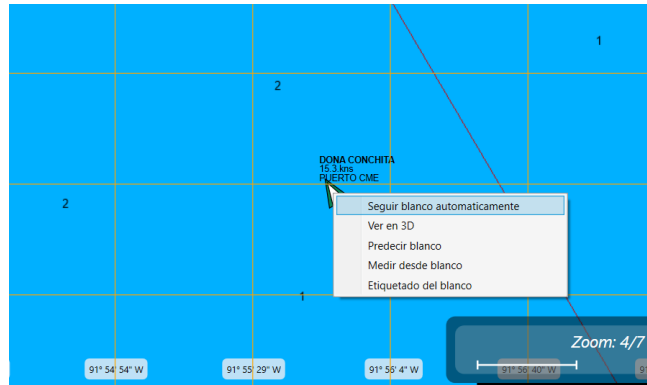 1
2
DONA CONCHITA
15.3 kns
PUERTO CME
2
Seguir blanco automaticamente
Ver en 3D
Predecir blanco
Medir desde blanco
Etiquetado del blanco
1
Zoom: 4/7
91° 54' 54" W
91° 55' 29" W
91° 56' 4" W
91° 56' 40" W